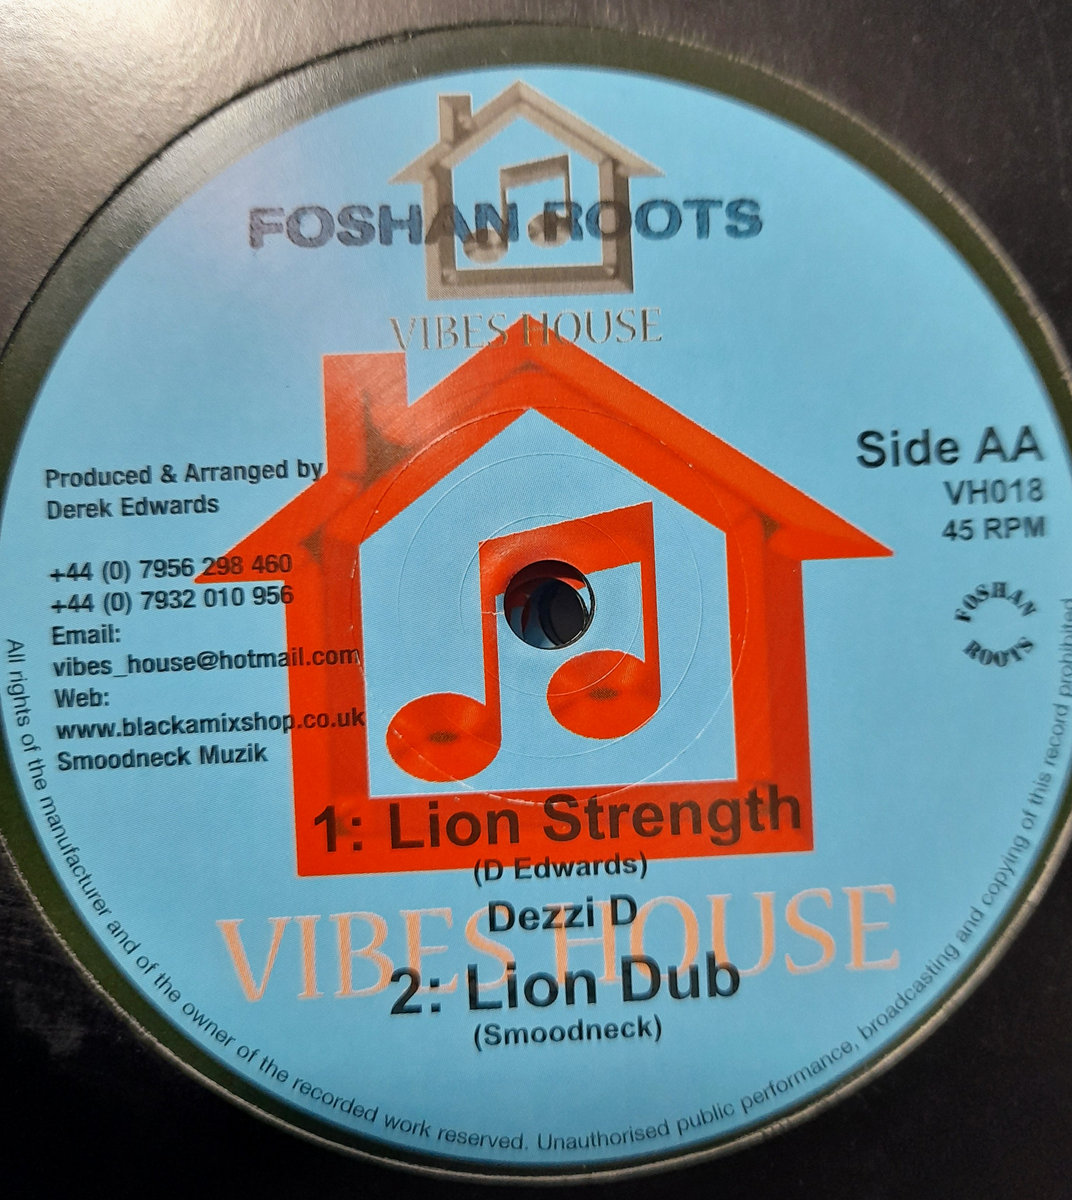 FOSHAN ROOTS
VIBES HOUSE
Side AA
VH018
45 RPM
FOSHAN
ROOTS
Produced & Arranged by
Derek Edwards
+44 (0) 7956 298 460
+44 (0) 7932 010 956
Email:
vibes_house@hotmail.com
Web:
www.blackamixshop.co.uk
Smoodneck Muzik
1: Lion Strength
(D Edwards)
Dezzi D
VIBES HOUSE
2: Lion Dub
(Smoodneck)
All rights of the manufacturer and of the owner of the recorded work reserved. Unauthorised public performance, broadcasting and copying of this record prohibited